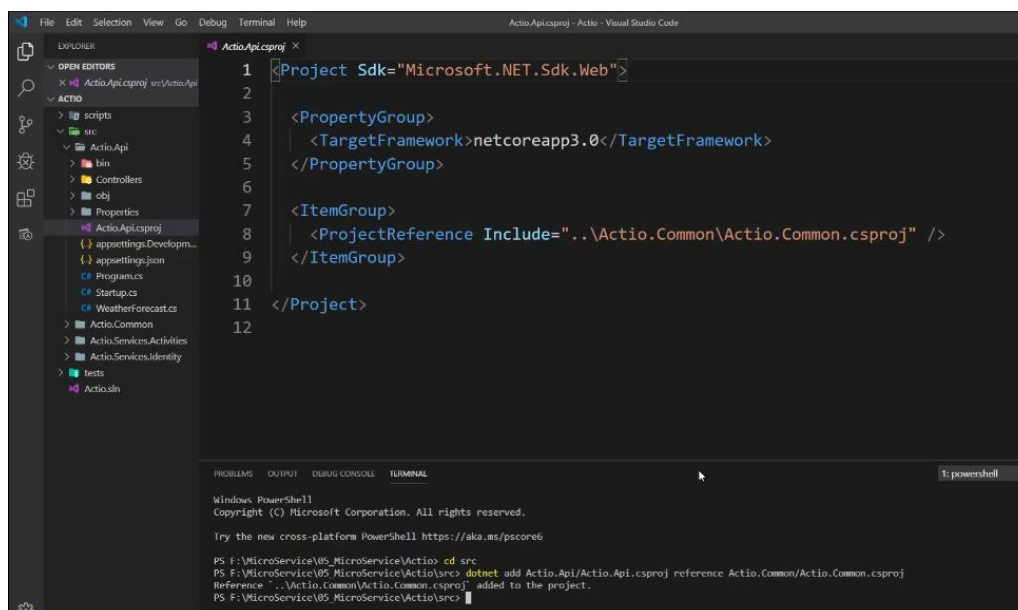 File Edit Selection View Go Debug Terminal Help
Actio.Api.csproj - Actio - Visual Studio Code
EXPLORER
OPEN EDITORS
Actio.Api.csproj src\Actio.Api
ACTIO
scripts
src
Actio.Api
bin
Controllers
obj
Properties
Actio.Api.csproj
{..} appsettings.Developm...
{..} appsettings.json
C# Program.cs
C# Startup.cs
C# WeatherForecast.cs
Actio.Common
Actio.Services.Activities
Actio.Services.Identity
tests
Actio.sln
Actio.Api.csproj ×
1 <Project Sdk="Microsoft.NET.Sdk.Web">
2
3 <PropertyGroup>
4 <TargetFramework>netcoreapp3.0</TargetFramework>
5 </PropertyGroup>
6
7 <ItemGroup>
8 <ProjectReference Include="..\Actio.Common\Actio.Common.csproj" />
9 </ItemGroup>
10
11 </Project>
12
PROBLEMS OUTPUT DEBUG CONSOLE TERMINAL
1: powershell
Windows PowerShell
Copyright (C) Microsoft Corporation. All rights reserved.
Try the new cross-platform PowerShell https://aka.ms/pscore6
PS F:\MicroService\05_MicroService\Actio> cd src
PS F:\MicroService\05_MicroService\Actio\src> dotnet add Actio.Api/Actio.Api.csproj reference Actio.Common/Actio.Common.csproj
Reference `..\Actio.Common\Actio.Common.csproj` added to the project.
PS F:\MicroService\05_MicroService\Actio\src>